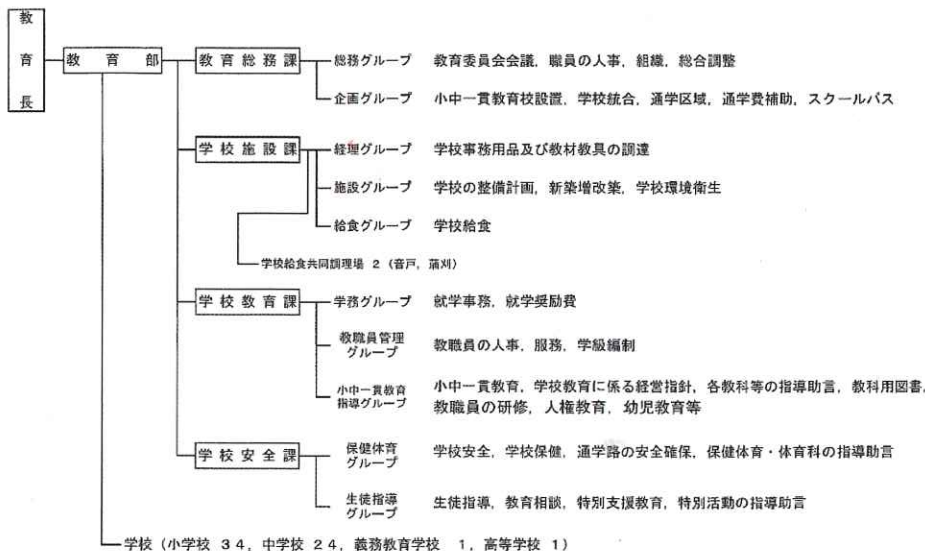 教育長
教育部
教育総務課
総務グループ 教育委員会会議，職員の人事，組織，総合調整
企画グループ 小中一貫教育校設置，学校統合，通学区域，通学費補助，スクールバス
学校施設課
経理グループ 学校事務用品及び教材教具の調達
施設グループ 学校の整備計画，新築増改築，学校環境衛生
給食グループ 学校給食
学校給食共同調理場 2（音戸，蒲刈）
学校教育課
学務グループ 就学事務，就学奨励費
教職員管理
グループ
教職員の人事，服務，学級編制
小中一貫教育
指導グループ
小中一貫教育，学校教育に係る経営指針，各教科等の指導助言，教科用図書，
教職員の研修，人権教育，幼児教育等
学校安全課
保健体育
グループ
学校安全，学校保健，通学路の安全確保，保健体育・体育科の指導助言
生徒指導
グループ
生徒指導，教育相談，特別支援教育，特別活動の指導助言
学校（小学校 34，中学校 24，義務教育学校 1，高等学校 1）